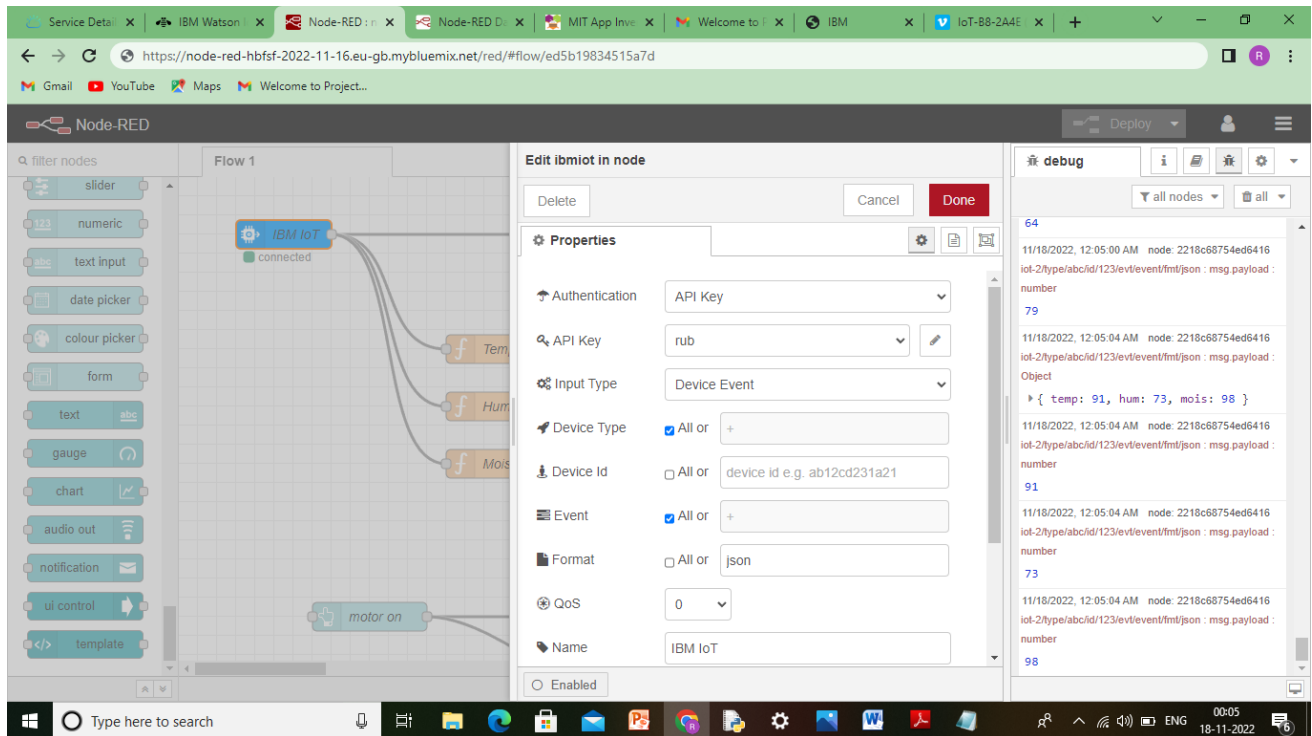 Service Detail
IBM Watson I
Node-RED : n
Node-RED Da
MIT App Inve
Welcome to P
IBM
IoT-B8-2A4E
https://node-red-hbfsf-2022-11-16.eu-gb.mybluemix.net/red/#flow/ed5b19834515a7d
R
Gmail
YouTube
Maps
Welcome to Project...
Node-RED
Deploy
filter nodes
slider
numeric
text input
date picker
colour picker
form
text
abc
gauge
chart
audio out
notification
ui control
template
Flow 1
IBM IoT
connected
Tem
Hum
Mois
motor on
Edit ibmiot in node
Delete
Cancel
Done
Properties
Authentication
API Key
API Key
rub
Input Type
Device Event
Device Type
All or
+
Device Id
All or
device id e.g. ab12cd231a21
Event
All or
+
Format
All or
json
QoS
0
Name
IBM IoT
Enabled
debug
i
all nodes
all
64
11/18/2022, 12:05:00 AM node: 2218c68754ed6416
iot-2/type/abc/id/123/evt/event/fmt/json : msg.payload :
number
79
11/18/2022, 12:05:04 AM node: 2218c68754ed6416
iot-2/type/abc/id/123/evt/event/fmt/json : msg.payload :
Object
{ temp: 91, hum: 73, mois: 98 }
11/18/2022, 12:05:04 AM node: 2218c68754ed6416
iot-2/type/abc/id/123/evt/event/fmt/json : msg.payload :
number
91
11/18/2022, 12:05:04 AM node: 2218c68754ed6416
iot-2/type/abc/id/123/evt/event/fmt/json : msg.payload :
number
73
11/18/2022, 12:05:04 AM node: 2218c68754ed6416
iot-2/type/abc/id/123/evt/event/fmt/json : msg.payload :
number
98
Type here to search
ENG
00:05
18-11-2022
6